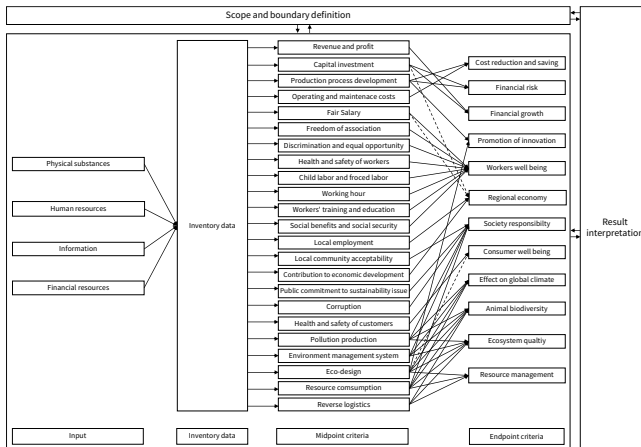 Scope and boundary definition
Physical substances
Human resources
Information
Financial resources
Inventory data
Revenue and profit
Capital investment
Production process development
Operating and maintenace costs
Fair Salary
Freedom of association
Discrimination and equal opportunity
Health and safety of workers
Child labor and froced labor
Working hour
Workers' training and education
Social benefits and social security
Local employment
Local community acceptability
Contribution to economic development
Public commitment to sustainability issue
Corruption
Health and safety of customers
Pollution production
Environment management system
Eco-design
Resource comsumption
Reverse logistics
Cost reduction and saving
Financial risk
Financial growth
Promotion of innovation
Workers well being
Regional economy
Society responsibilty
Consumer well being
Effect on global climate
Animal biodiversity
Ecosystem qualtiy
Resource management
Result
interpretation
Input
Inventory data
Midpoint criteria
Endpoint criteria